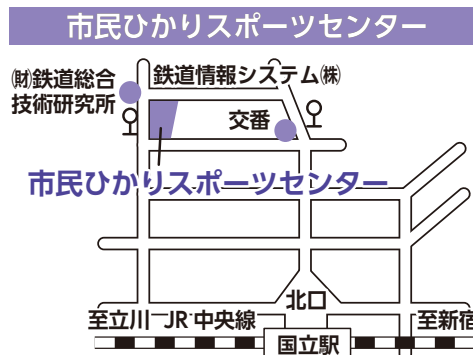 市民ひかりスポーツセンター
㈶鉄道総合
技術研究所
鉄道情報システム㈱
交番
市民ひかりスポーツセンター
北口
至立川 JR中央線
至新宿
国立駅